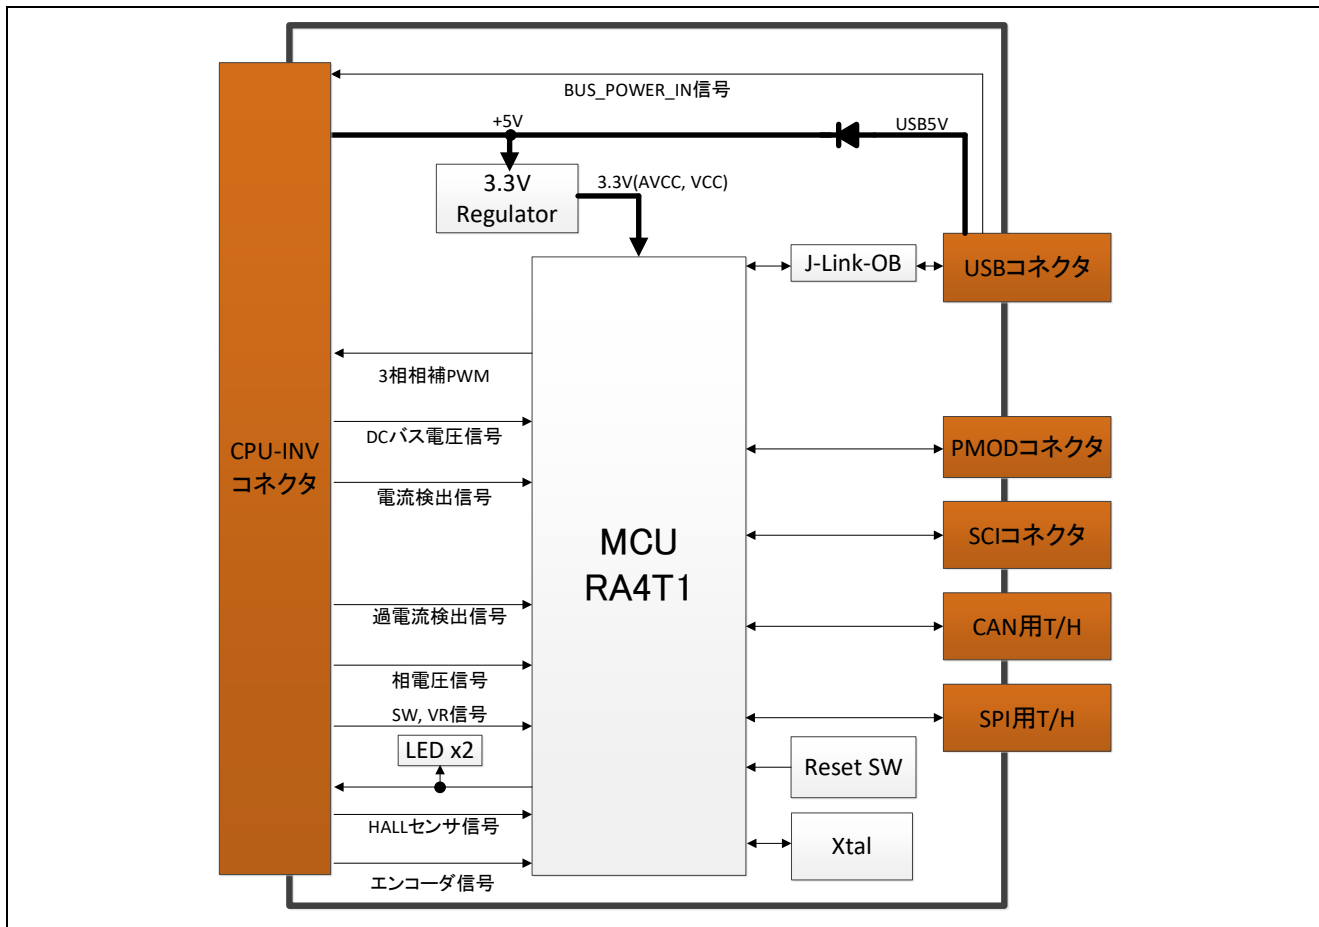 BUS_POWER_IN信号
+5V
USB5V
3.3V
Regulator
3.3V(AVCC, VCC)
J-Link-OB
USBコネクタ
3相相補PWM
DCバス電圧信号
CPU-INV
コネクタ
電流検出信号
PMODコネクタ
SCIコネクタ
MCU
RA4T1
過電流検出信号
CAN用T/H
相電圧信号
SW, VR信号
SPI用T/H
LED x2
Reset SW
HALLセンサ信号
Xtal
エンコーダ信号